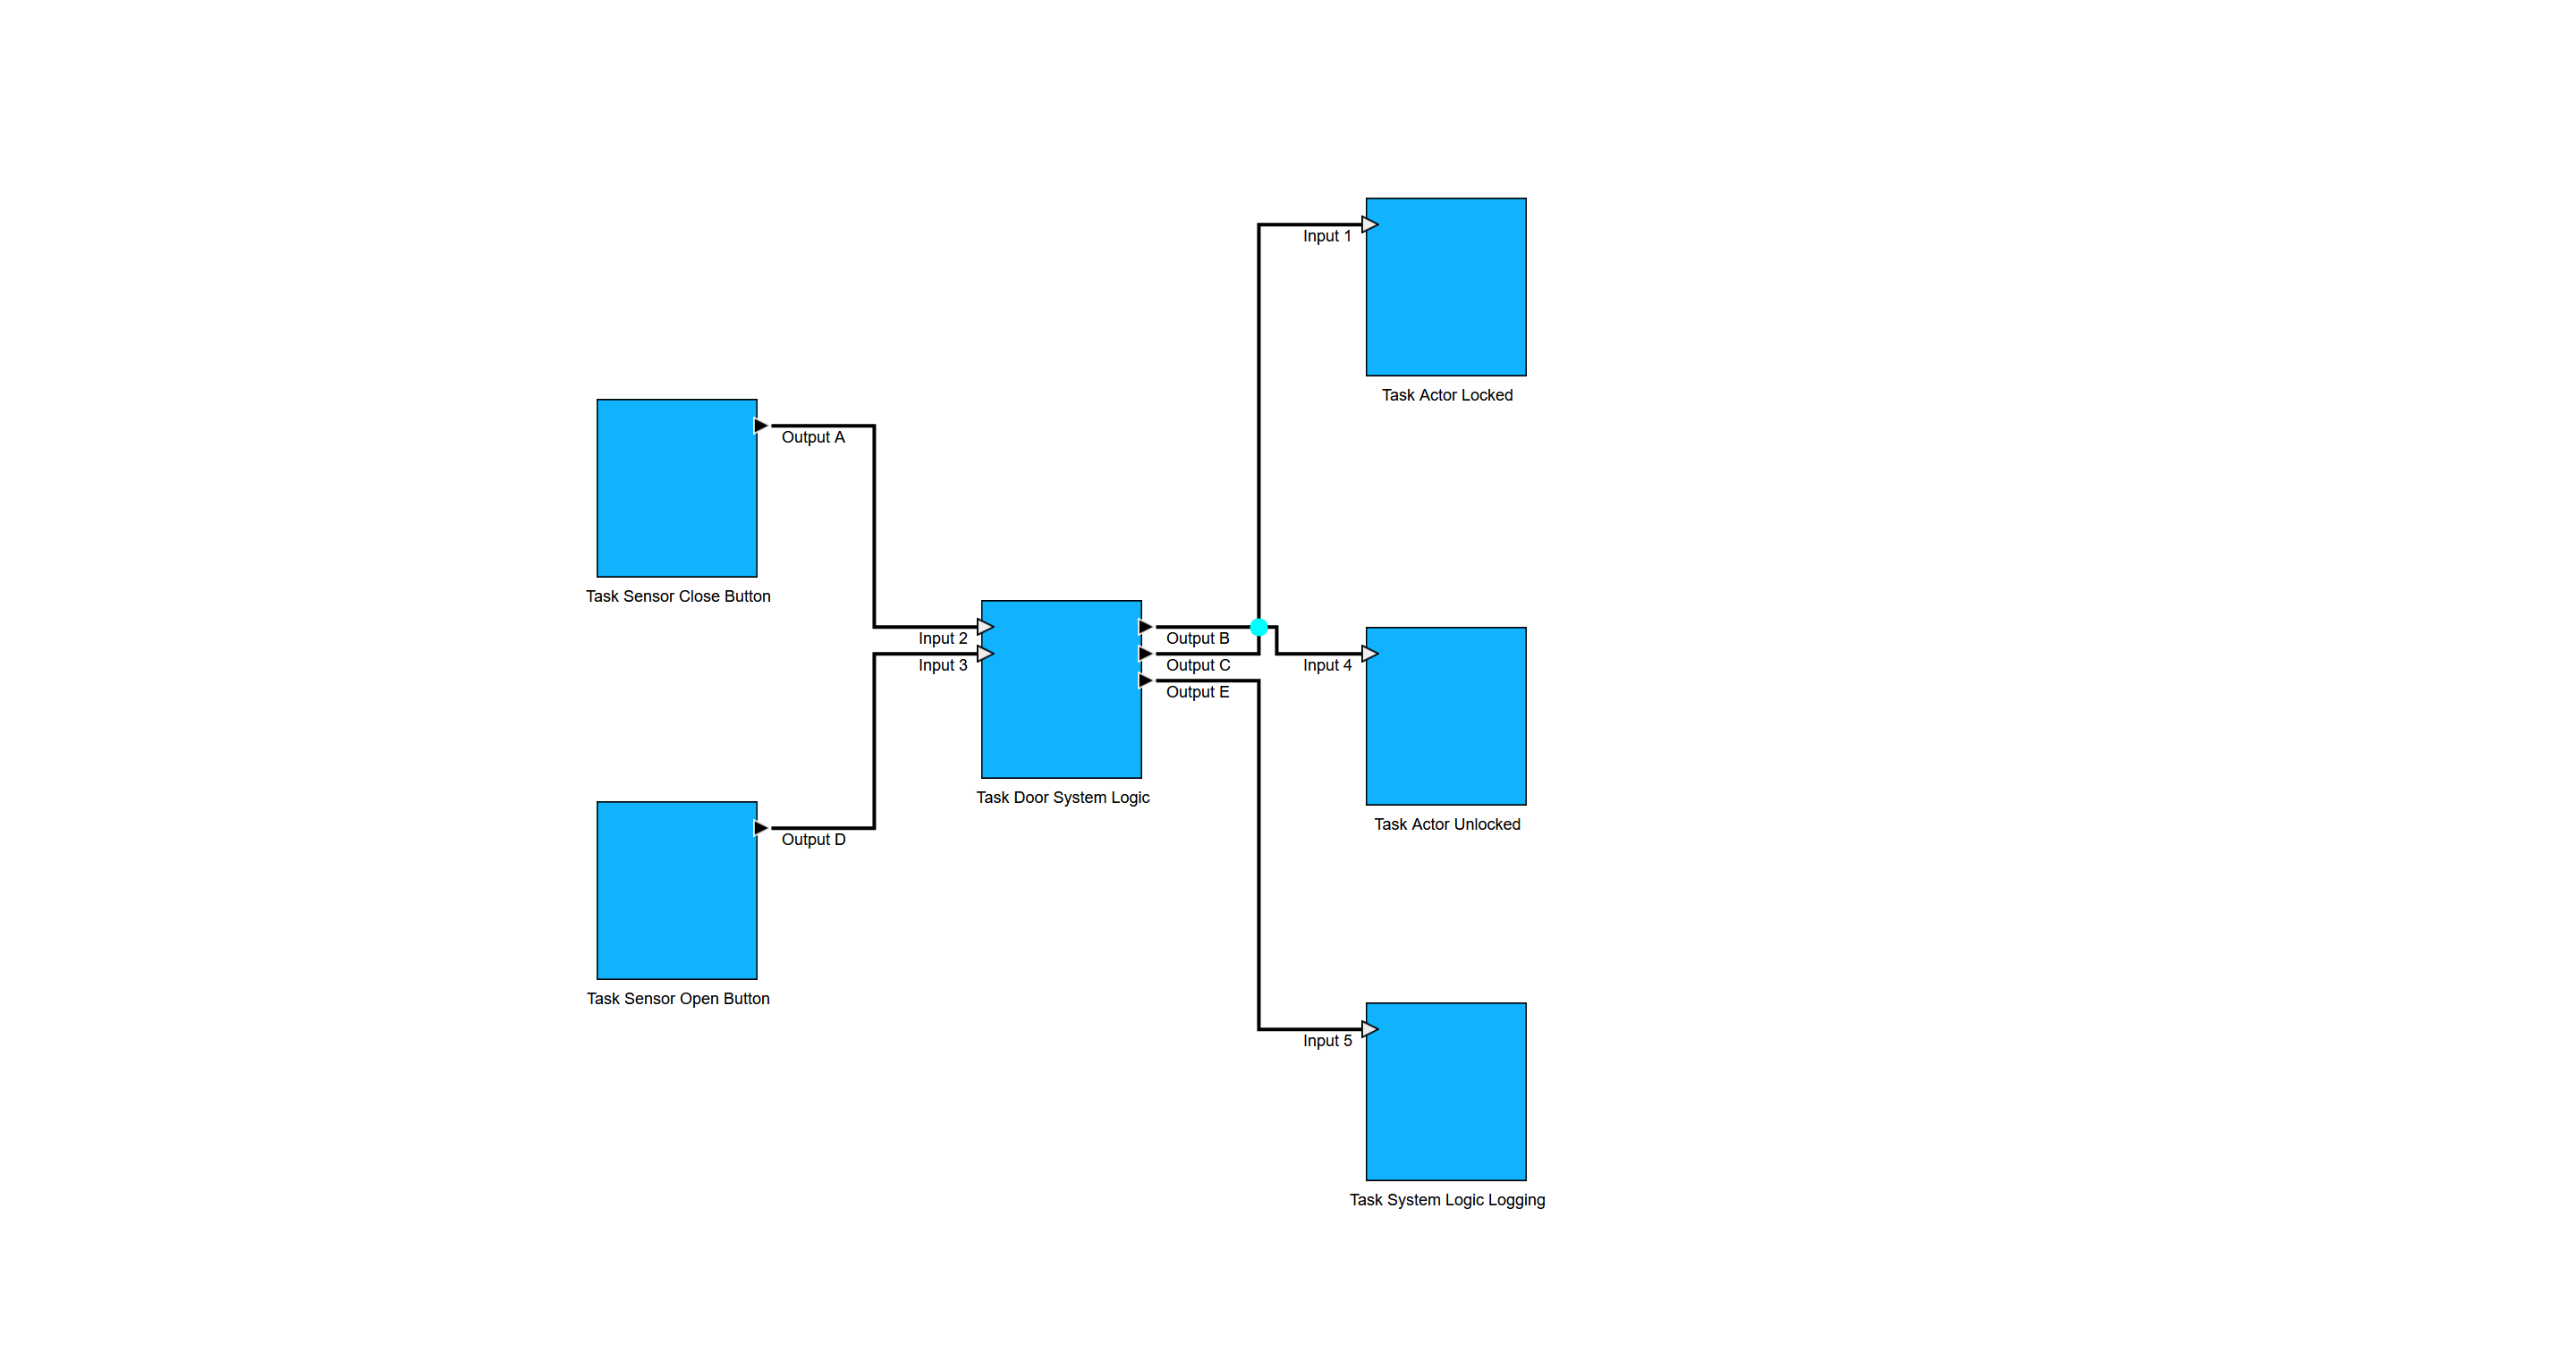 Input 1
Task Actor Locked
Output A
Task Sensor Close Button
Input 2
Input 3
Output B
Output C
Output E
Input 4
Task Door System Logic
Task Actor Unlocked
Output D
Task Sensor Open Button
Input 5
Task System Logic Logging